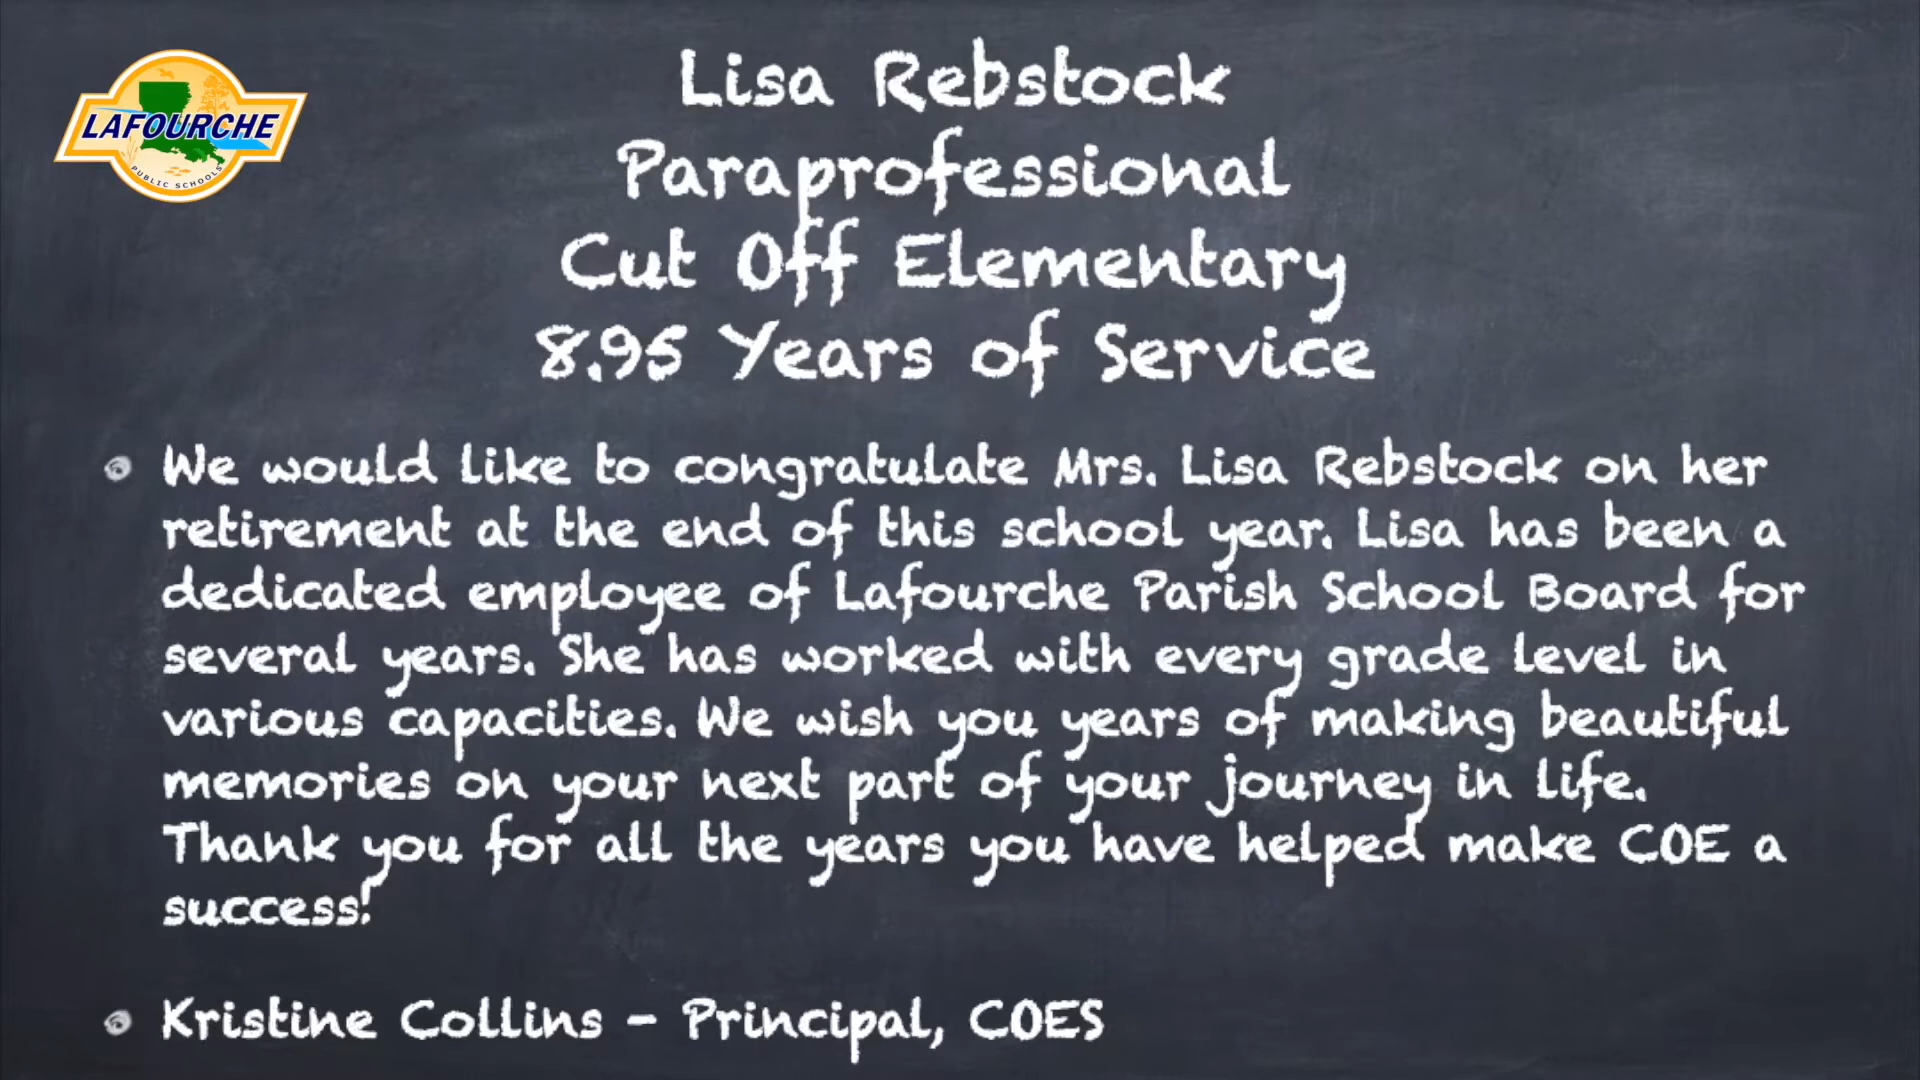 LAFOURCHE
PUBLIC SCHOOLS
Lisa Rebstock
Paraprofessional
Cut Off Elementary
8.95 Years of Service
We would like to congratulate Mrs. Lisa Rebstock on her
retirement at the end of this school year. Lisa has been a
dedicated employee of Lafourche Parish School Board for
several years. She has worked with every grade level in
various capacities. We wish you years of making beautiful
memories on your next part of your journey in life.
Thank you for all the years you have helped make COE a
success!
Kristine Collins - Principal, COES